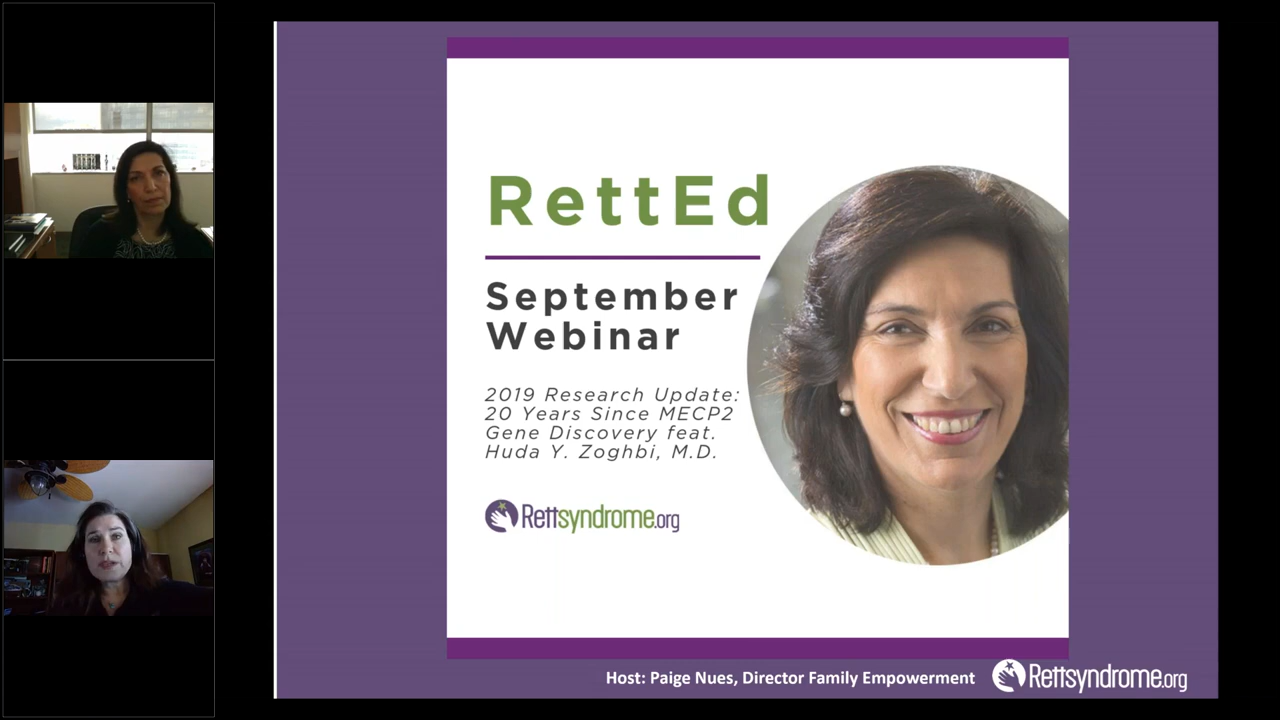 RettEd
September
Webinar
2019 Research Update:
20 Years Since MECP2
Gene Discovery feat.
Huda Y. Zoghbi, M.D.
Rettsyndrome.org
Host: Paige Nues, Director Family Empowerment
Rettsyndrome.org